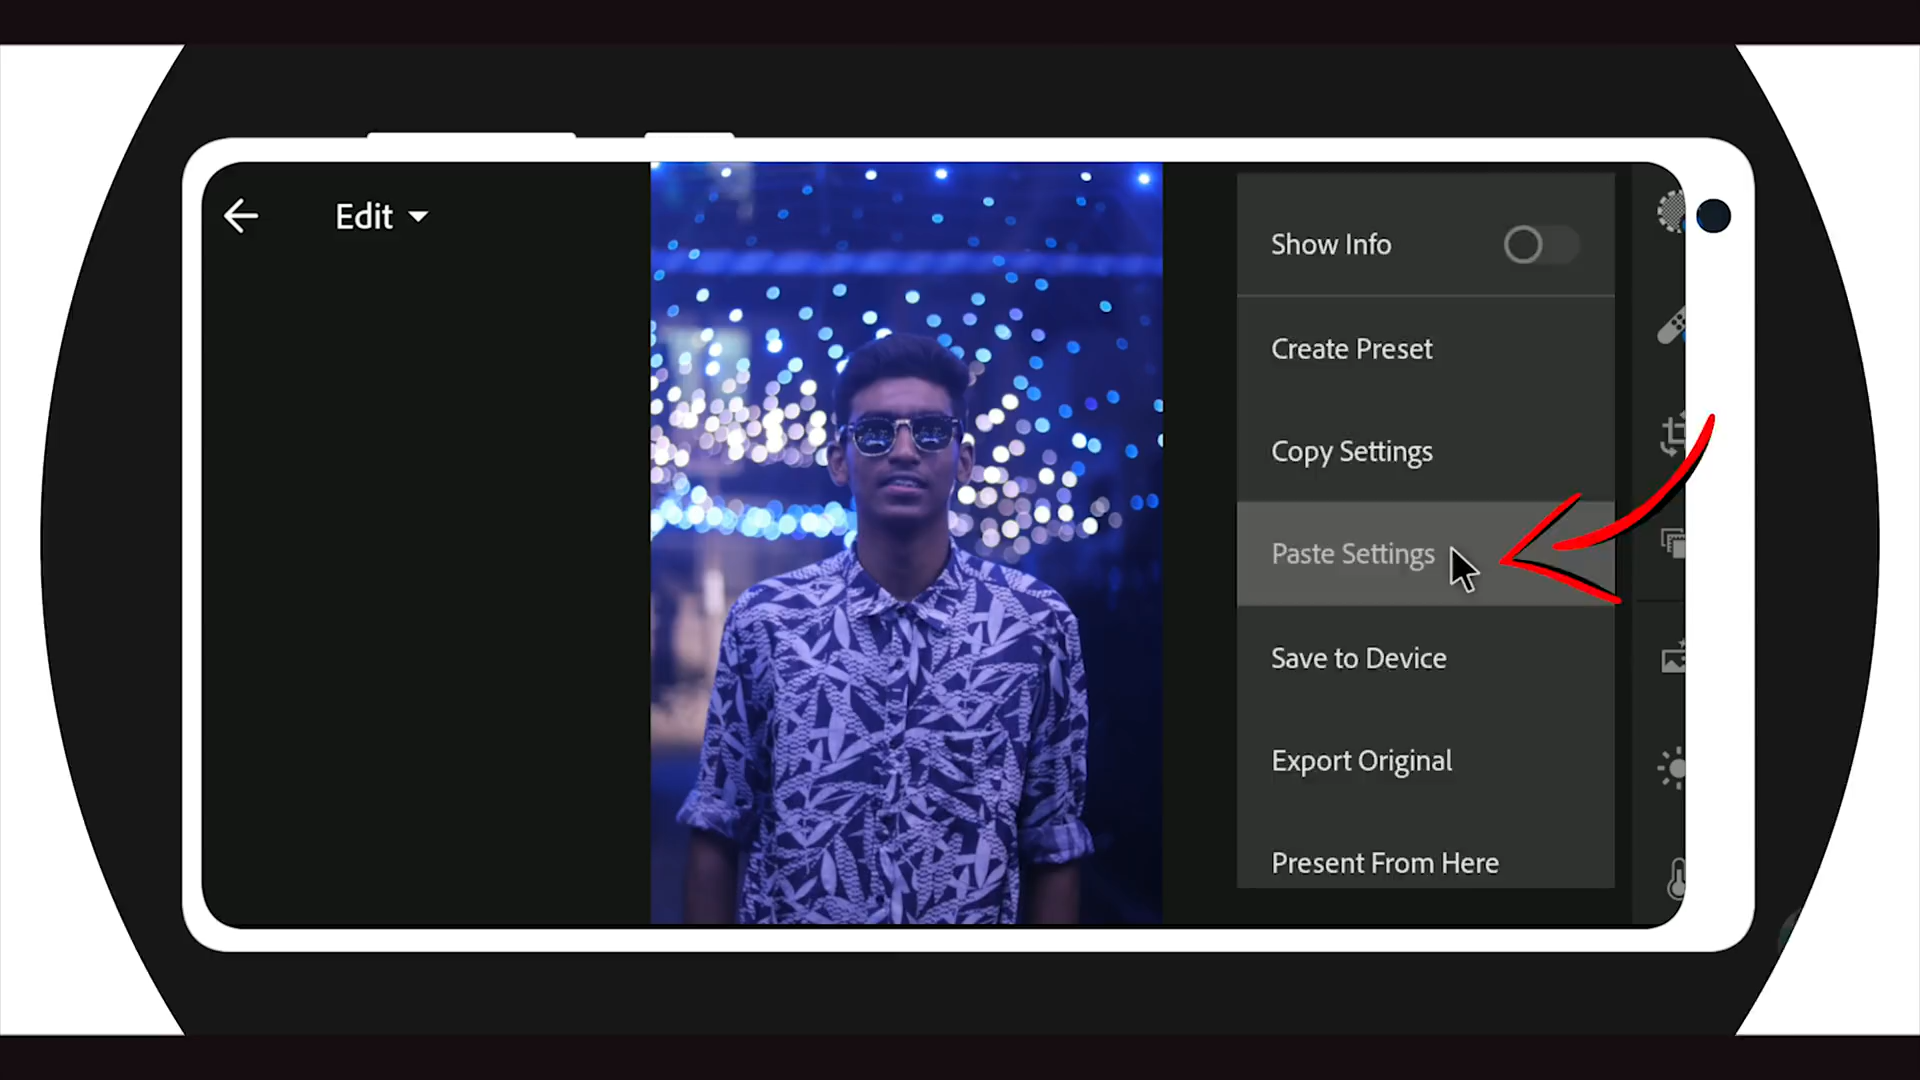 Edit
Show Info
Create Preset
Copy Settings
Paste Settings
Save to Device
Export Original
Present From Here